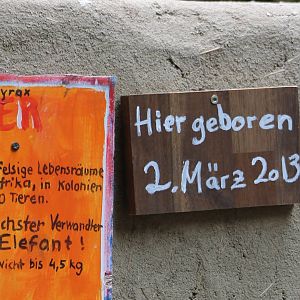 yrax
ER
felsige Lebensräume
frika, in Kolonien
0 Tieren.
chster Verwandter
Elefant!
wicht bis 4,5 kg
Hier geboren
2. März 2013